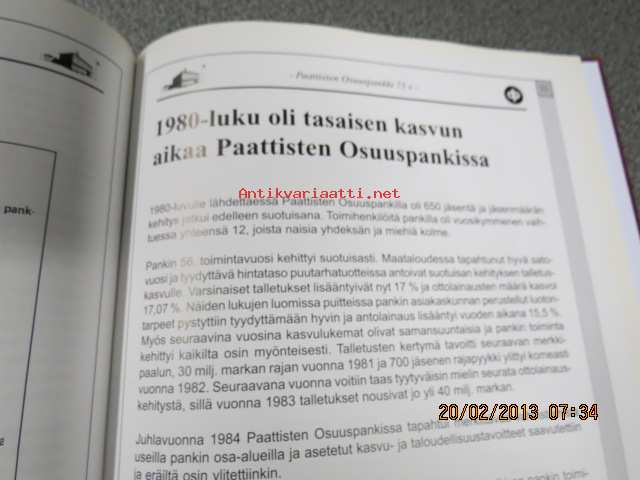 - Paattisten Osuuspankki 75 v -
1980-luku oli tasaisen kasvun
aikaa Paattisten Osuuspankissa
Antikvariaatti.net
1980-luvulle lähdettäessä Paattisten Osuuspankilla oli 650 jäsentä ja jäsenmäärän
kehitys jatkui edelleen suotuisana. Toimihenkilöitä pankilla oli vuosikymmenen vaih-
tuessa yhteensä 12, joista naisia yhdeksän ja miehiä kolme.
pank-
Pankin 56. toimintavuosi kehittyi suotuisasti. Maataloudessa tapahtunut hyvä sato-
vuosi ja tyydyttävä hintataso puutarhatuotteissa antoivat suotuisan kehityksen talletus-
kasvulle. Varsinaiset talletukset lisääntyivät nyt 17 % ja ottolainausten määrä kasvoi
17,07 %. Näiden lukujen luomissa puitteissa pankin asiakaskunnan perustellut luoton-
tarpeet pystyttiin tyydyttämään hyvin ja antolainaus lisääntyi vuoden aikana 15,5 %.
Myös seuraavina vuosina kasvulukemat olivat samansuuntaisia ja pankin toiminta
kehittyi kaikilta osin myönteisesti. Talletusten kertymä tavoitti seuraavan merkki-
paalun, 30 milj. markan rajan vuonna 1981 ja 700 jäsenen rajapyykki ylittyi komeasti
vuonna 1982. Seuraavana vuonna voitiin taas tyytyväisin mielin seurata ottolainaus-
kehitystä, sillä vuonna 1983 talletukset nousivat jo yli 40 milj. markan.
20/02/2013 07:34
Juhlavuonna 1984 Paattisten Osuuspankissa tapahtui
useilla pankin osa-alueilla ja asetetut kasvu- ja taloudellisuustavoitteet saavutettiin
ja eräiltä osin ylitettiinkin.
pankin toimi-